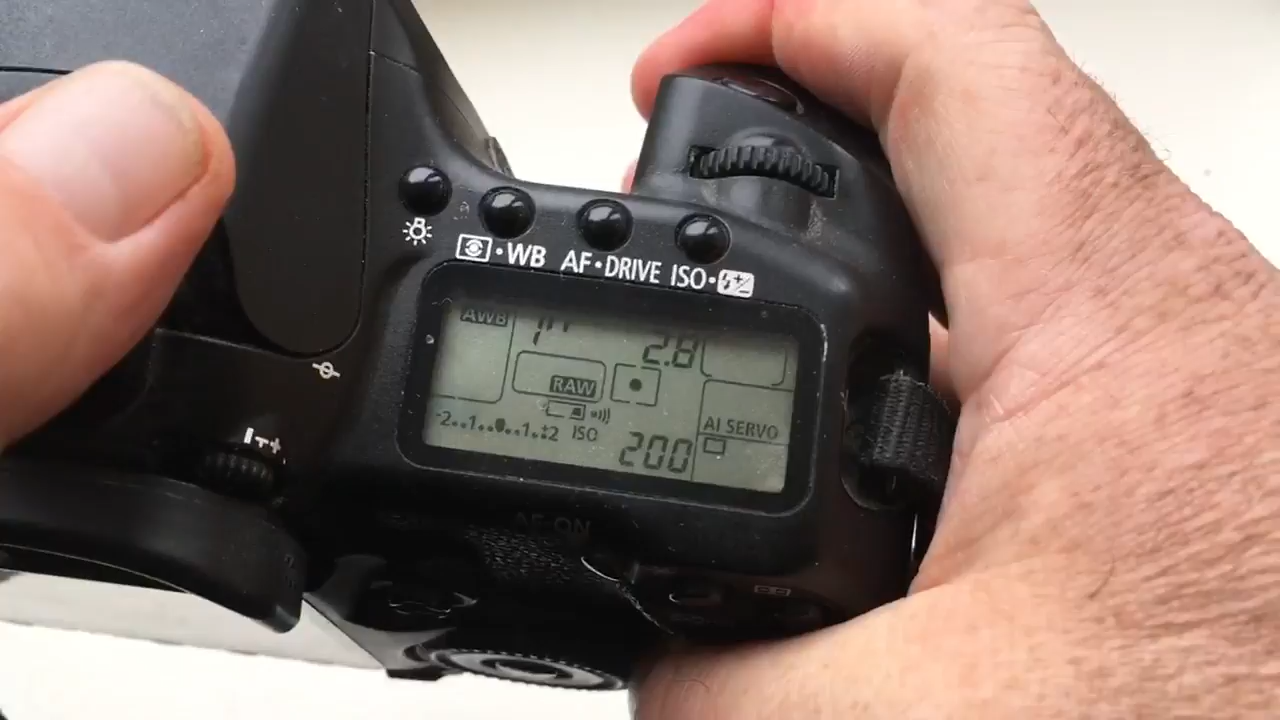 WB AF•DRIVE ISO•
AWB
2.8
RAW
AI SERVO
-2..1...0...1..:2 ISO
200
AF-ON